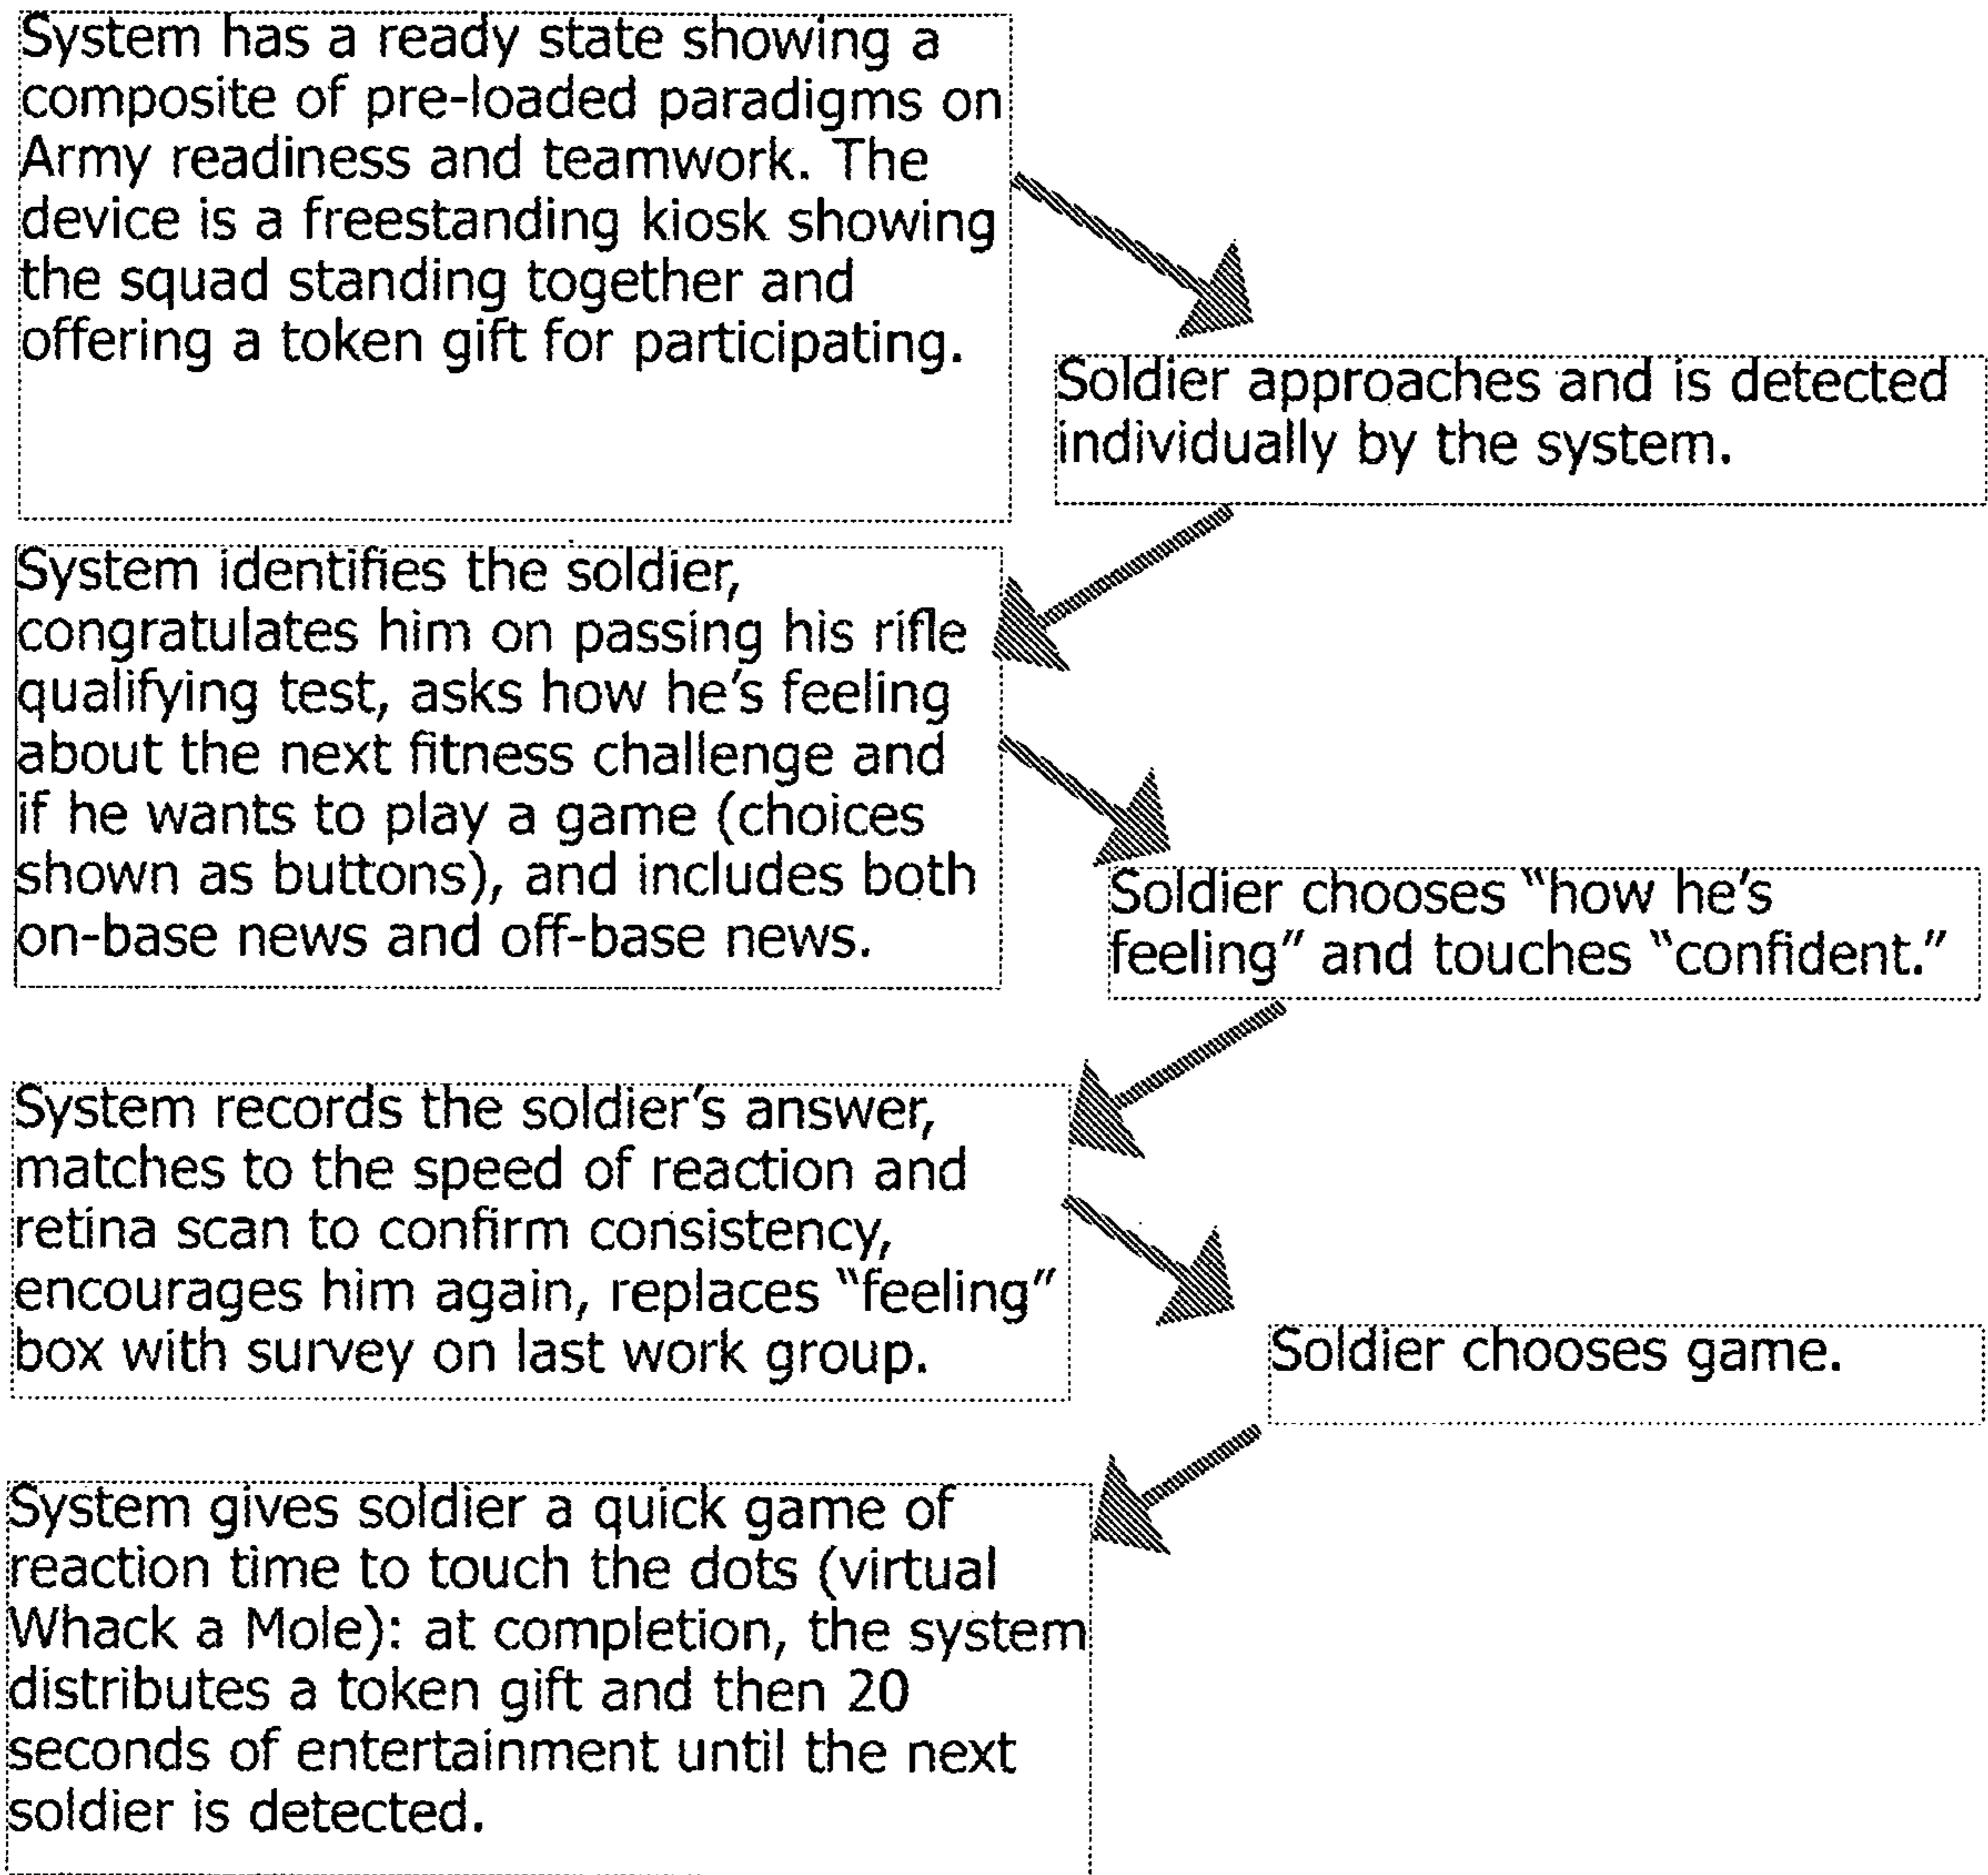 System has a ready state showing a
composite of pre-loaded paradigms on
Army readiness and teamwork. The
device is a freestanding kiosk showing
the squad standing together and
offering a token gift for participating.
Soldier approaches and is detected
individually by the system.
System identifies the soldier,
congratulates him on passing his rifle
qualifying test, asks how he's feeling
about the next fitness challenge and
if he wants to play a game (choices
shown as buttons), and includes both
on-base news and off-base news.
Soldier chooses "how he's
feeling" and touches "confident."
System records the soldier's answer,
matches to the speed of reaction and
retina scan to confirm consistency,
encourages him again, replaces "feeling"
box with survey on last work group.
Soldier chooses game.
System gives soldier a quick game of
reaction time to touch the dots (virtual
Whack a Mole): at completion, the system
distributes a token gift and then 20
seconds of entertainment until the next
soldier is detected.